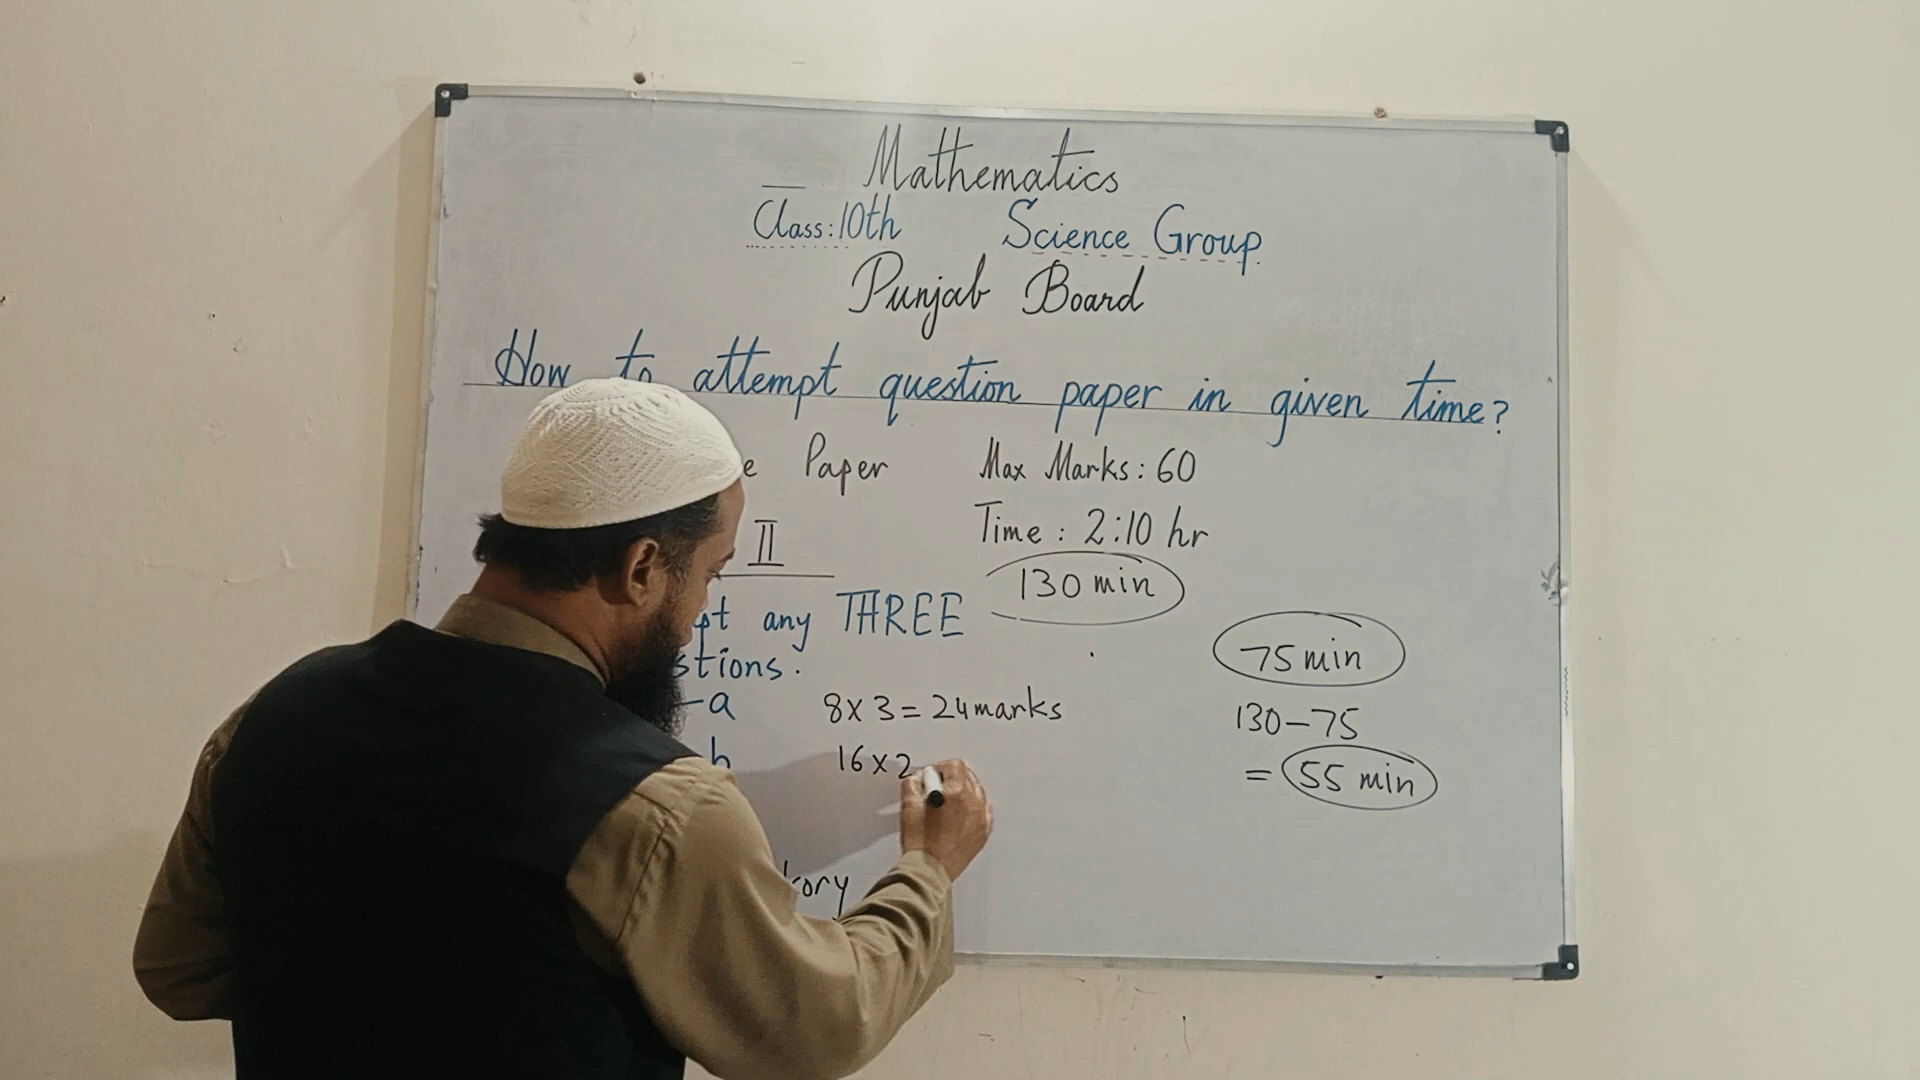 Mathematics
Class: 10th Science Group
Punjab Board
How to attempt question paper in given time?
Paper Max Marks: 60
Time: 2:10 hr
II
130 min
any THREE
75 min
a 8 x 3 = 24 marks
130 - 75
16 x 2
= 55 min